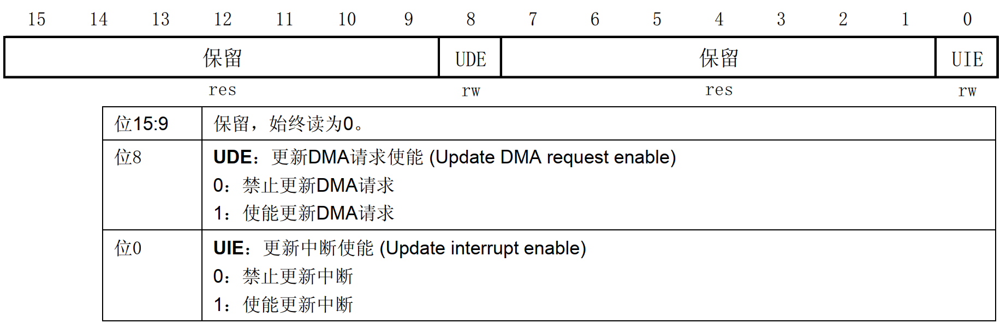 15 14 13 12 11 10 9 8 7 6 5 4 3 2 1 0
保留 UDE 保留 UIE
res rw res rw
位15:9 保留，始终读为0。
位8 UDE：更新DMA请求使能 (Update DMA request enable)
0：禁止更新DMA请求
1：使能更新DMA请求
位0 UIE：更新中断使能 (Update interrupt enable)
0：禁止更新中断
1：使能更新中断